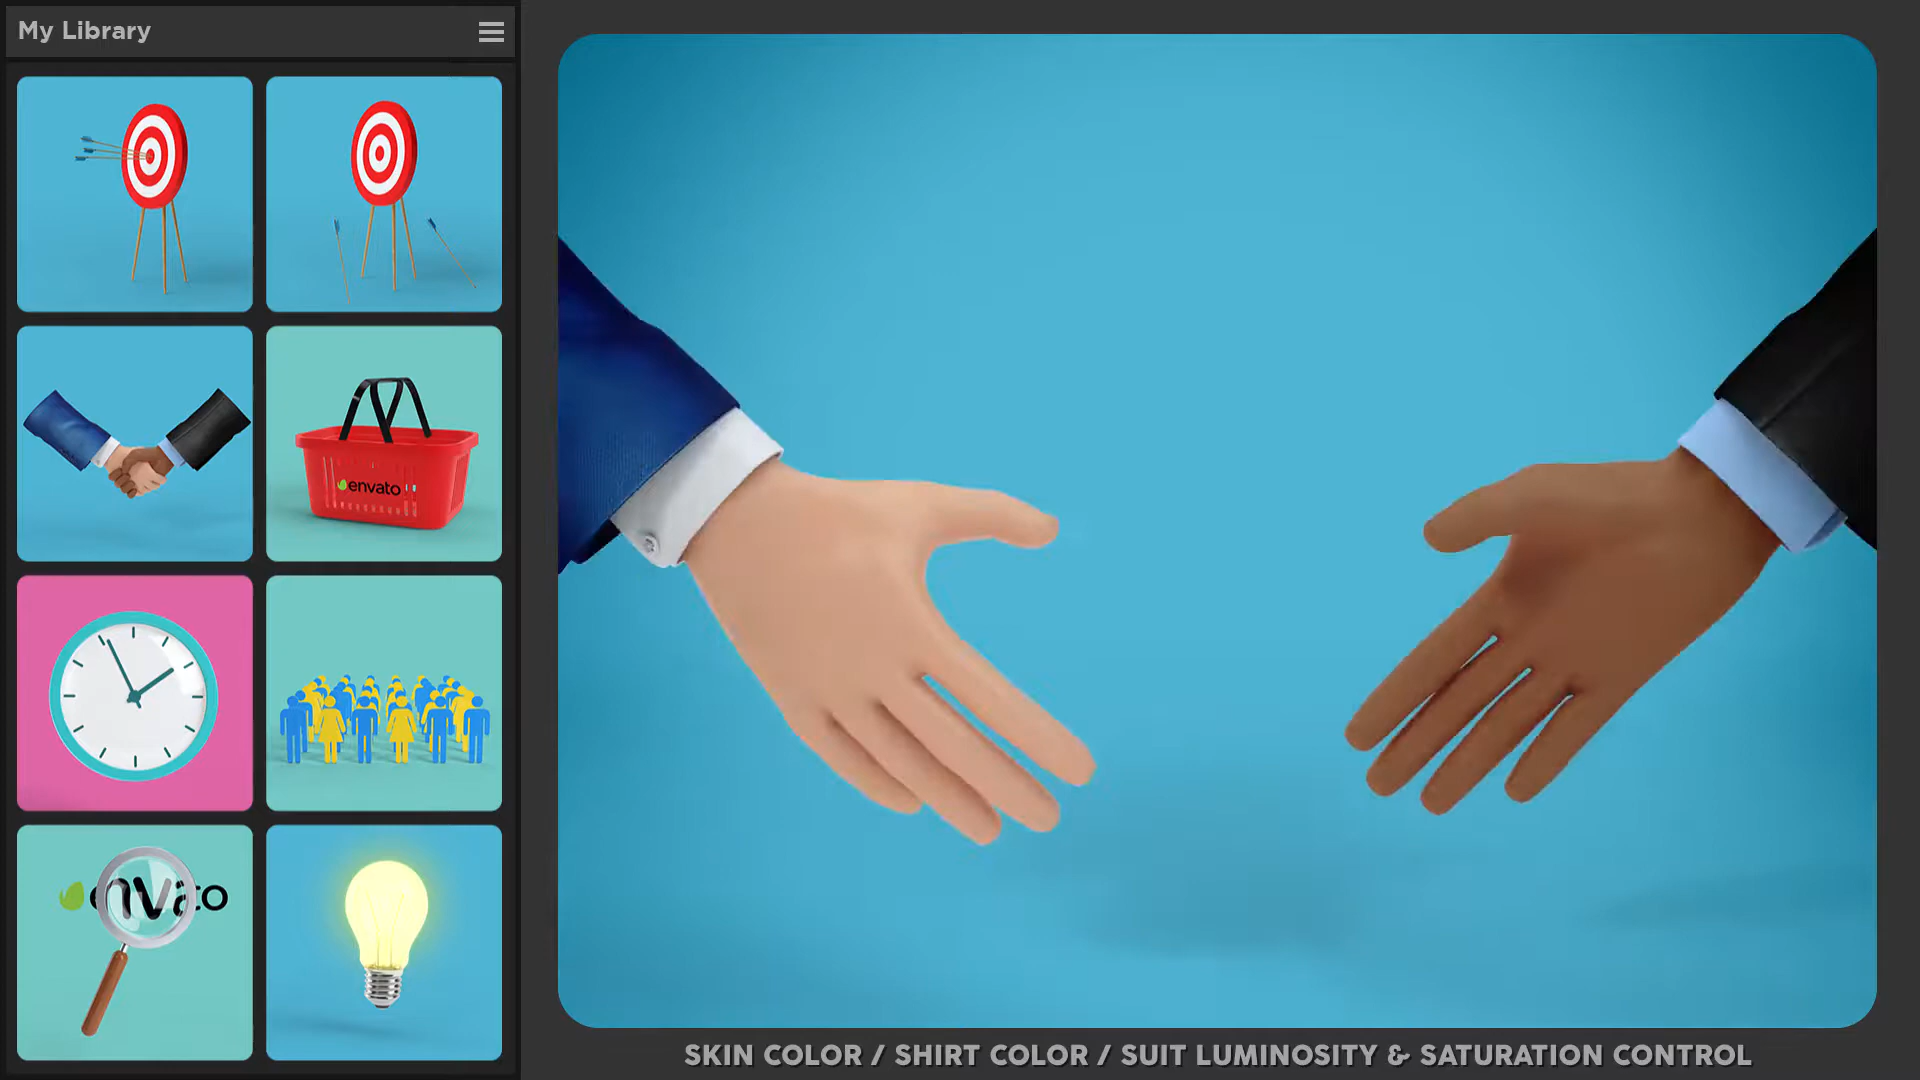 My Library
envato
envato
SKIN COLOR / SHIRT COLOR / SUIT LUMINOSITY & SATURATION CONTROL